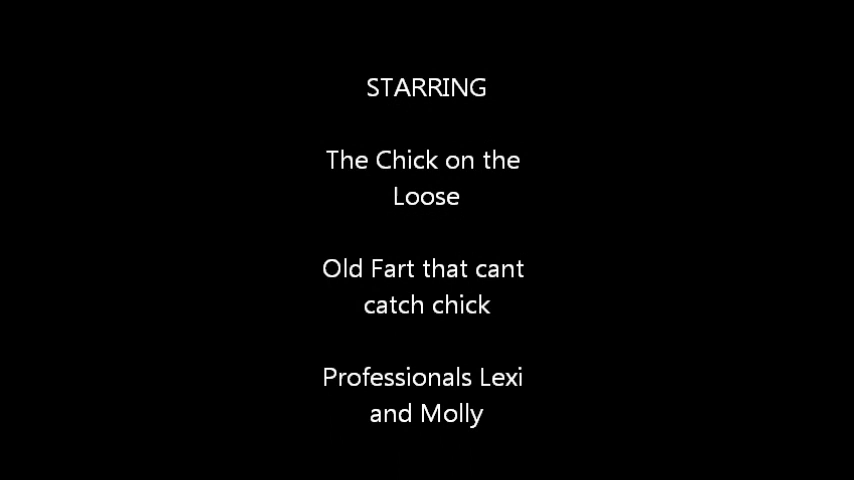 STARRING
The Chick on the
Loose
Old Fart that cant
catch chick
Professionals Lexi
and Molly